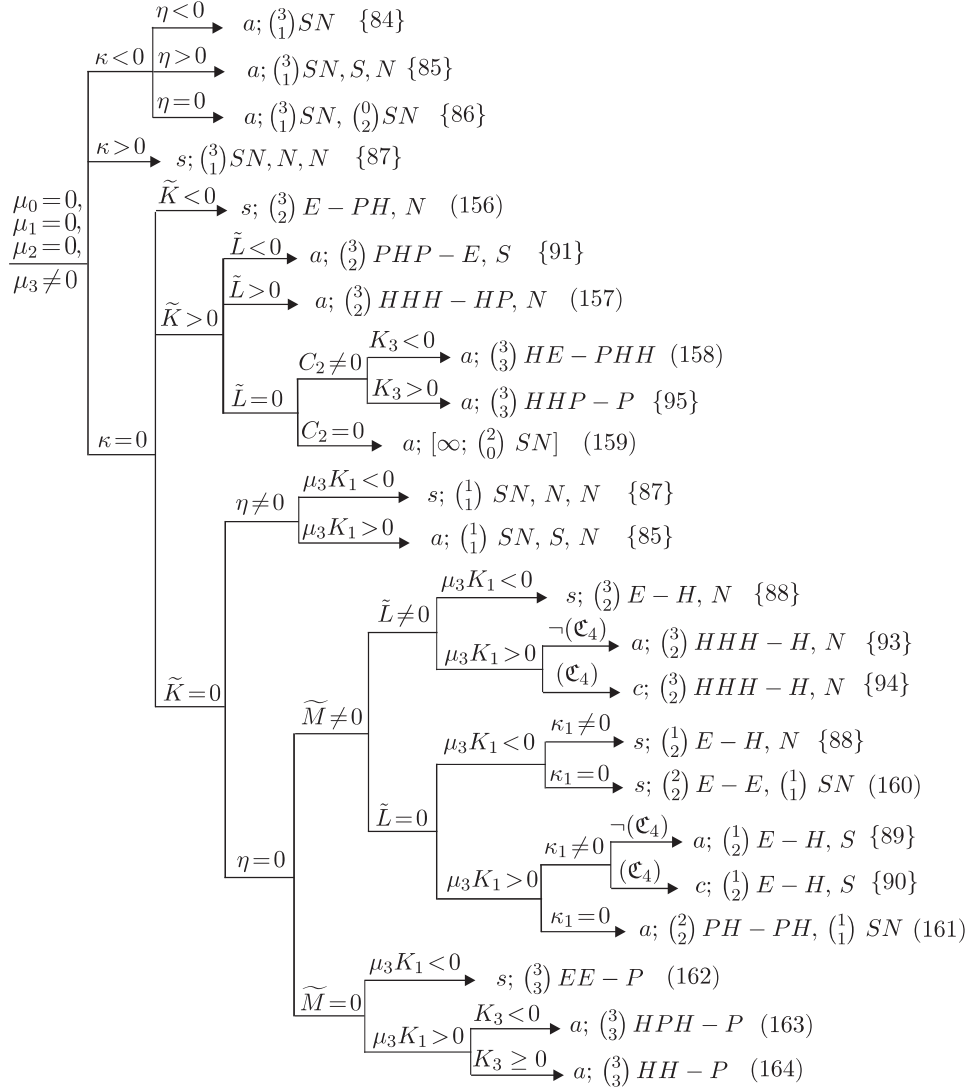 η<0 a; (3 1) SN {84}
κ<0 η>0 a; (3 1) SN, S, N {85}
η=0 a; (3 1) SN, (0 2) SN {86}
κ>0 s; (3 1) SN, N, N {87}
μ₀=0,
μ₁=0,
μ₂=0,
μ₃≠0
K̃<0 s; (3 2) E − PH, N (156)
L̃<0 a; (3 2) PHP − E, S {91}
K̃>0 L̃>0 a; (3 2) HHH − HP, N (157)
C₂≠0 K₃<0 a; (3 3) HE − PHH (158)
L̃=0 K₃>0 a; (3 3) HHP − P {95}
κ=0 C₂=0 a; [∞; (2 0) SN] (159)
η≠0 μ₃K₁<0 s; (1 1) SN, N, N {87}
μ₃K₁>0 a; (1 1) SN, S, N {85}
L̃≠0 μ₃K₁<0 s; (3 2) E − H, N {88}
μ₃K₁>0 ¬(ℭ₄) a; (3 2) HHH − H, N {93}
(ℭ₄) c; (3 2) HHH − H, N {94}
K̃=0 M̃≠0
μ₃K₁<0 κ₁≠0 s; (1 2) E − H, N {88}
L̃=0 κ₁=0 s; (2 2) E − E, (1 1) SN (160)
κ₁≠0 ¬(ℭ₄) a; (1 2) E − H, S {89}
η=0 μ₃K₁>0 (ℭ₄) c; (1 2) E − H, S {90}
κ₁=0 a; (2 2) PH − PH, (1 1) SN (161)
M̃=0 μ₃K₁<0 s; (3 3) EE − P (162)
μ₃K₁>0 K₃<0 a; (3 3) HPH − P (163)
K₃ ≥ 0 a; (3 3) HH − P (164)